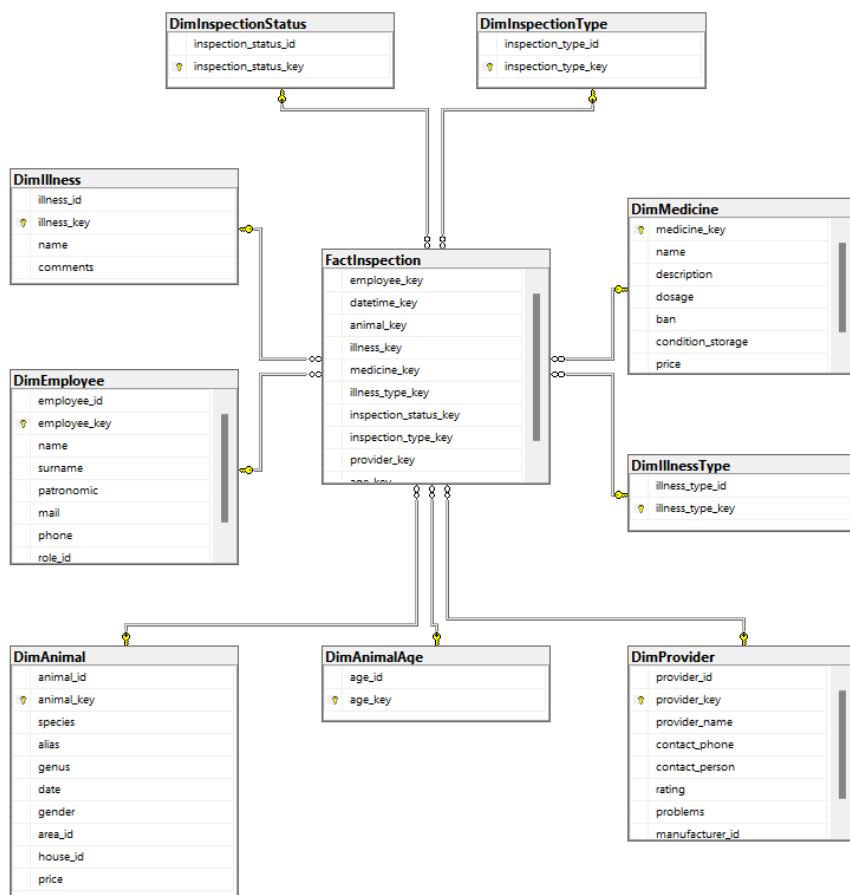 DimInspectionStatus
inspection_status_id
inspection_status_key
DimInspectionType
inspection_type_id
inspection_type_key
DimIllness
illness_id
illness_key
name
comments
DimMedicine
medicine_key
name
description
dosage
ban
condition_storage
price
FactInspection
employee_key
datetime_key
animal_key
illness_key
medicine_key
illness_type_key
inspection_status_key
inspection_type_key
provider_key
age_key
DimEmployee
employee_id
employee_key
name
surname
patronomic
mail
phone
role_id
DimIllnessType
illness_type_id
illness_type_key
DimAnimal
animal_id
animal_key
species
alias
genus
date
gender
area_id
house_id
price
DimAnimalAge
age_id
age_key
DimProvider
provider_id
provider_key
provider_name
contact_phone
contact_person
rating
problems
manufacturer_id